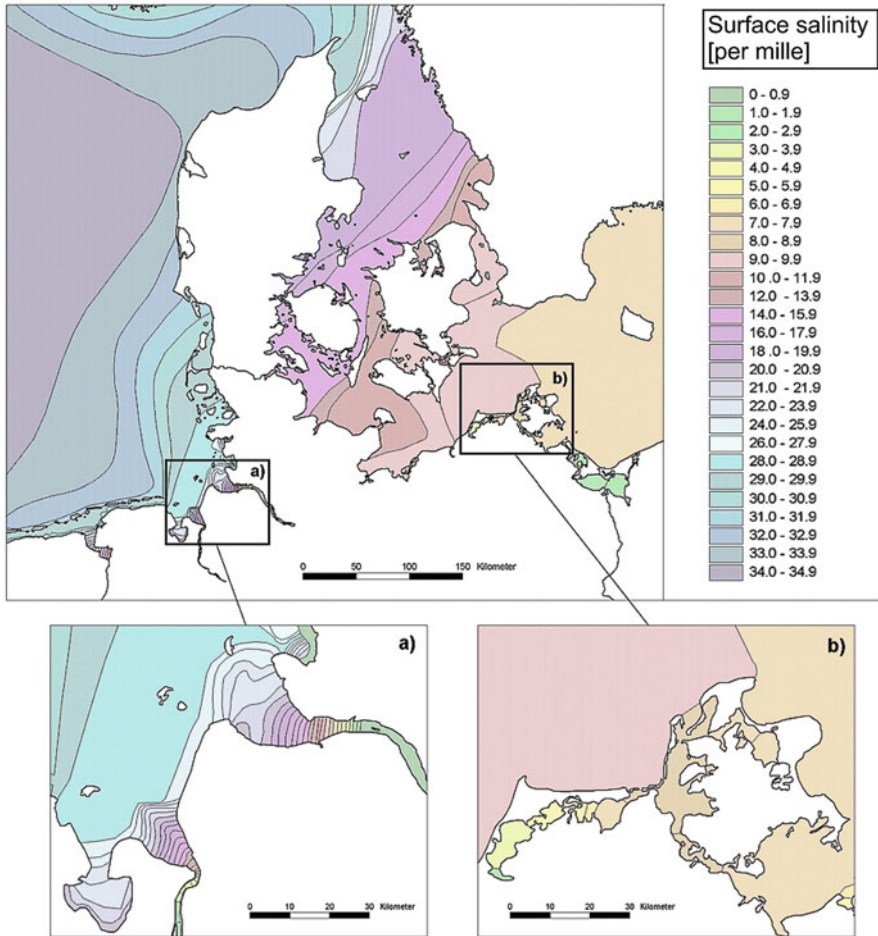 Surface salinity
[per mille]
0 - 0.9
1.0 - 1.9
2.0 - 2.9
3.0 - 3.9
4.0 - 4.9
5.0 - 5.9
6.0 - 6.9
7.0 - 7.9
8.0 - 8.9
9.0 - 9.9
10 .0 - 11.9
12.0 - 13.9
14.0 - 15.9
16.0 - 17.9
18 .0 - 19.9
20.0 - 20.9
21.0 - 21.9
22.0 - 23.9
24.0 - 25.9
26.0 - 27.9
28.0 - 28.9
29.0 - 29.9
30.0 - 30.9
31.0 - 31.9
32.0 - 32.9
33.0 - 33.9
34.0 - 34.9
b)
a)
0 50 100 150 Kilometer
a)
0 10 20 30 Kilometer
b)
0 10 20 30 Kilometer